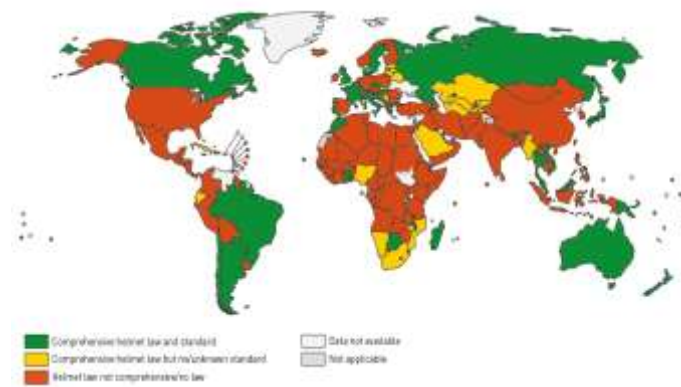 Comprehensive helmet law and standard
Comprehensive helmet law but no/unknown standard
Helmet law not comprehensive/no law
Data not available
Not applicable